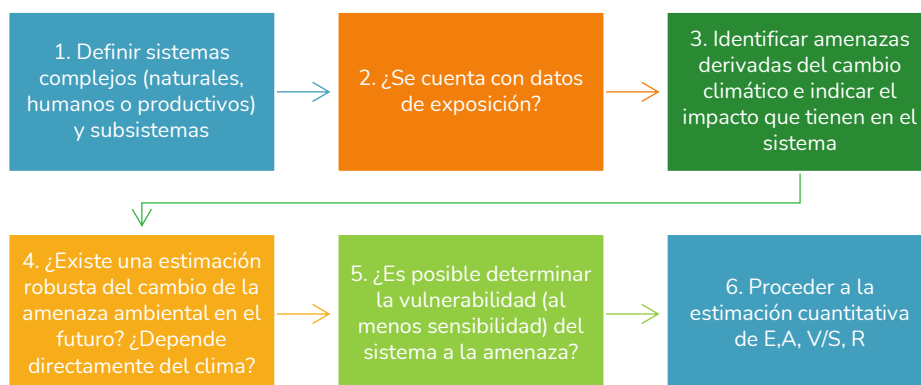 1. Definir sistemas
complejos (naturales,
humanos o productivos)
y subsistemas
2. ¿Se cuenta con datos
de exposición?
3. Identificar amenazas
derivadas del cambio
climático e indicar el
impacto que tienen en el
sistema
4. ¿Existe una estimación
robusta del cambio de la
amenaza ambiental en el
futuro? ¿Depende
directamente del clima?
5. ¿Es posible determinar
la vulnerabilidad (al
menos sensibilidad) del
sistema a la amenaza?
6. Proceder a la
estimación cuantitativa
de E,A, V/S, R